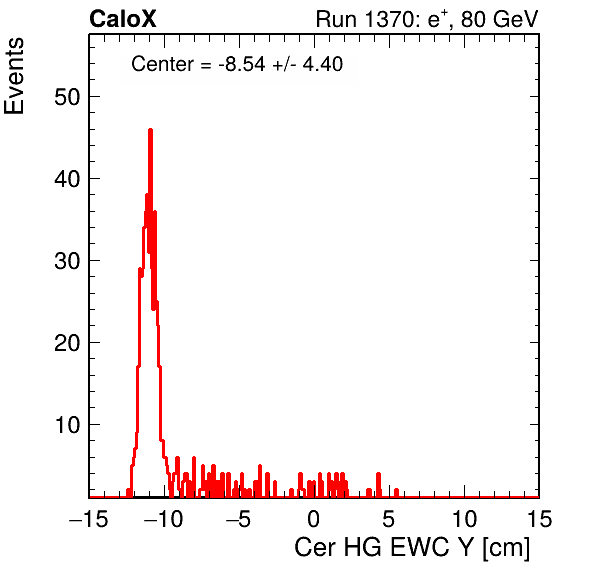 CaloX Run 1370: e⁺, 80 GeV
Center = -8.54 +/- 4.40
Events
50
40
30
20
10
−15 −10 −5 0 5 10 15
Cer HG EWC Y [cm]